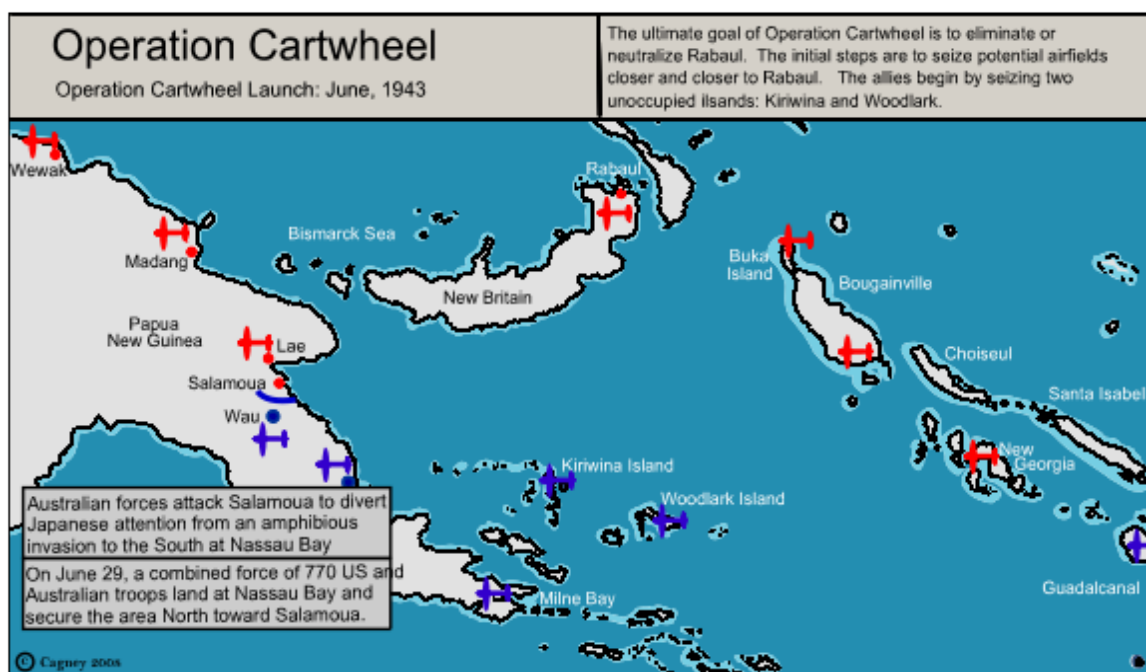 Operation Cartwheel
Operation Cartwheel Launch: June, 1943
The ultimate goal of Operation Cartwheel is to eliminate or
neutralize Rabaul. The initial steps are to seize potential airfields
closer and closer to Rabaul. The allies begin by seizing two
unoccupied ilsands: Kiriwina and Woodlark.
Wewak
Rabaul
Madang
Bismarck Sea
Buka
Island
Bougainville
New Britain
Papua
New Guinea
Lae
Choiseul
Salamoua
Santa Isabel
Wau
New
Georgia
Kiriwina Island
Woodlark Island
Australian forces attack Salamoua to divert
Japanese attention from an amphibious
invasion to the South at Nassau Bay
On June 29, a combined force of 770 US and
Australian troops land at Nassau Bay and
secure the area North toward Salamoua.
Guadalcanal
Milne Bay
© Cagney 2008